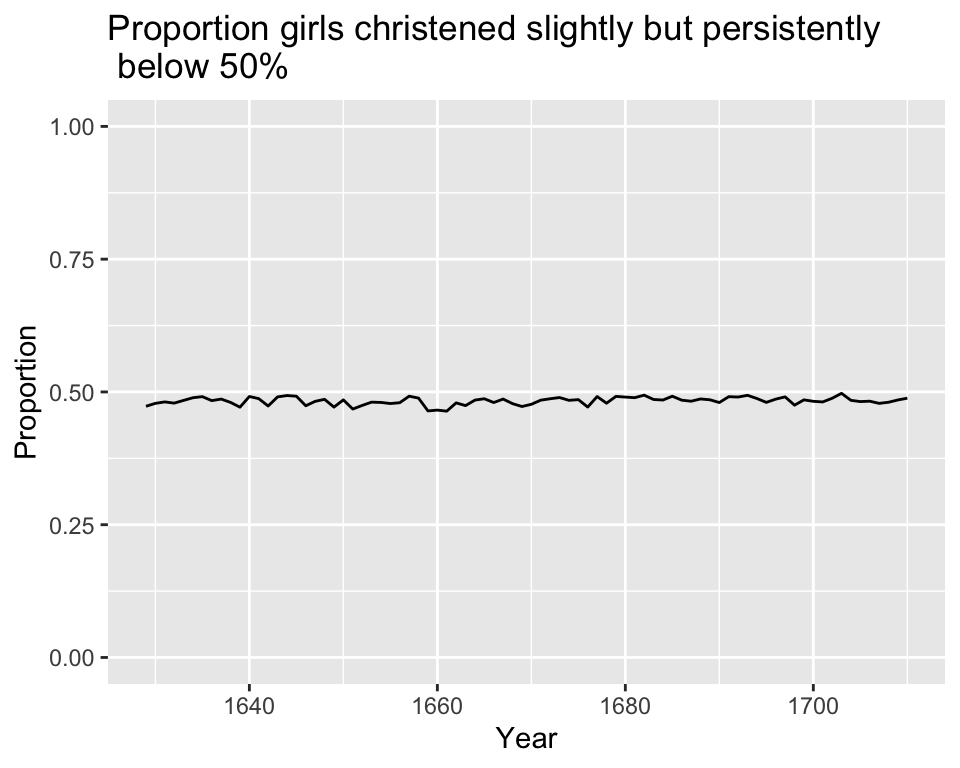 Proportion girls christened slightly but persistently
below 50%
1.00
0.75
0.50
0.25
0.00
Proportion
1640
1660
1680
1700
Year